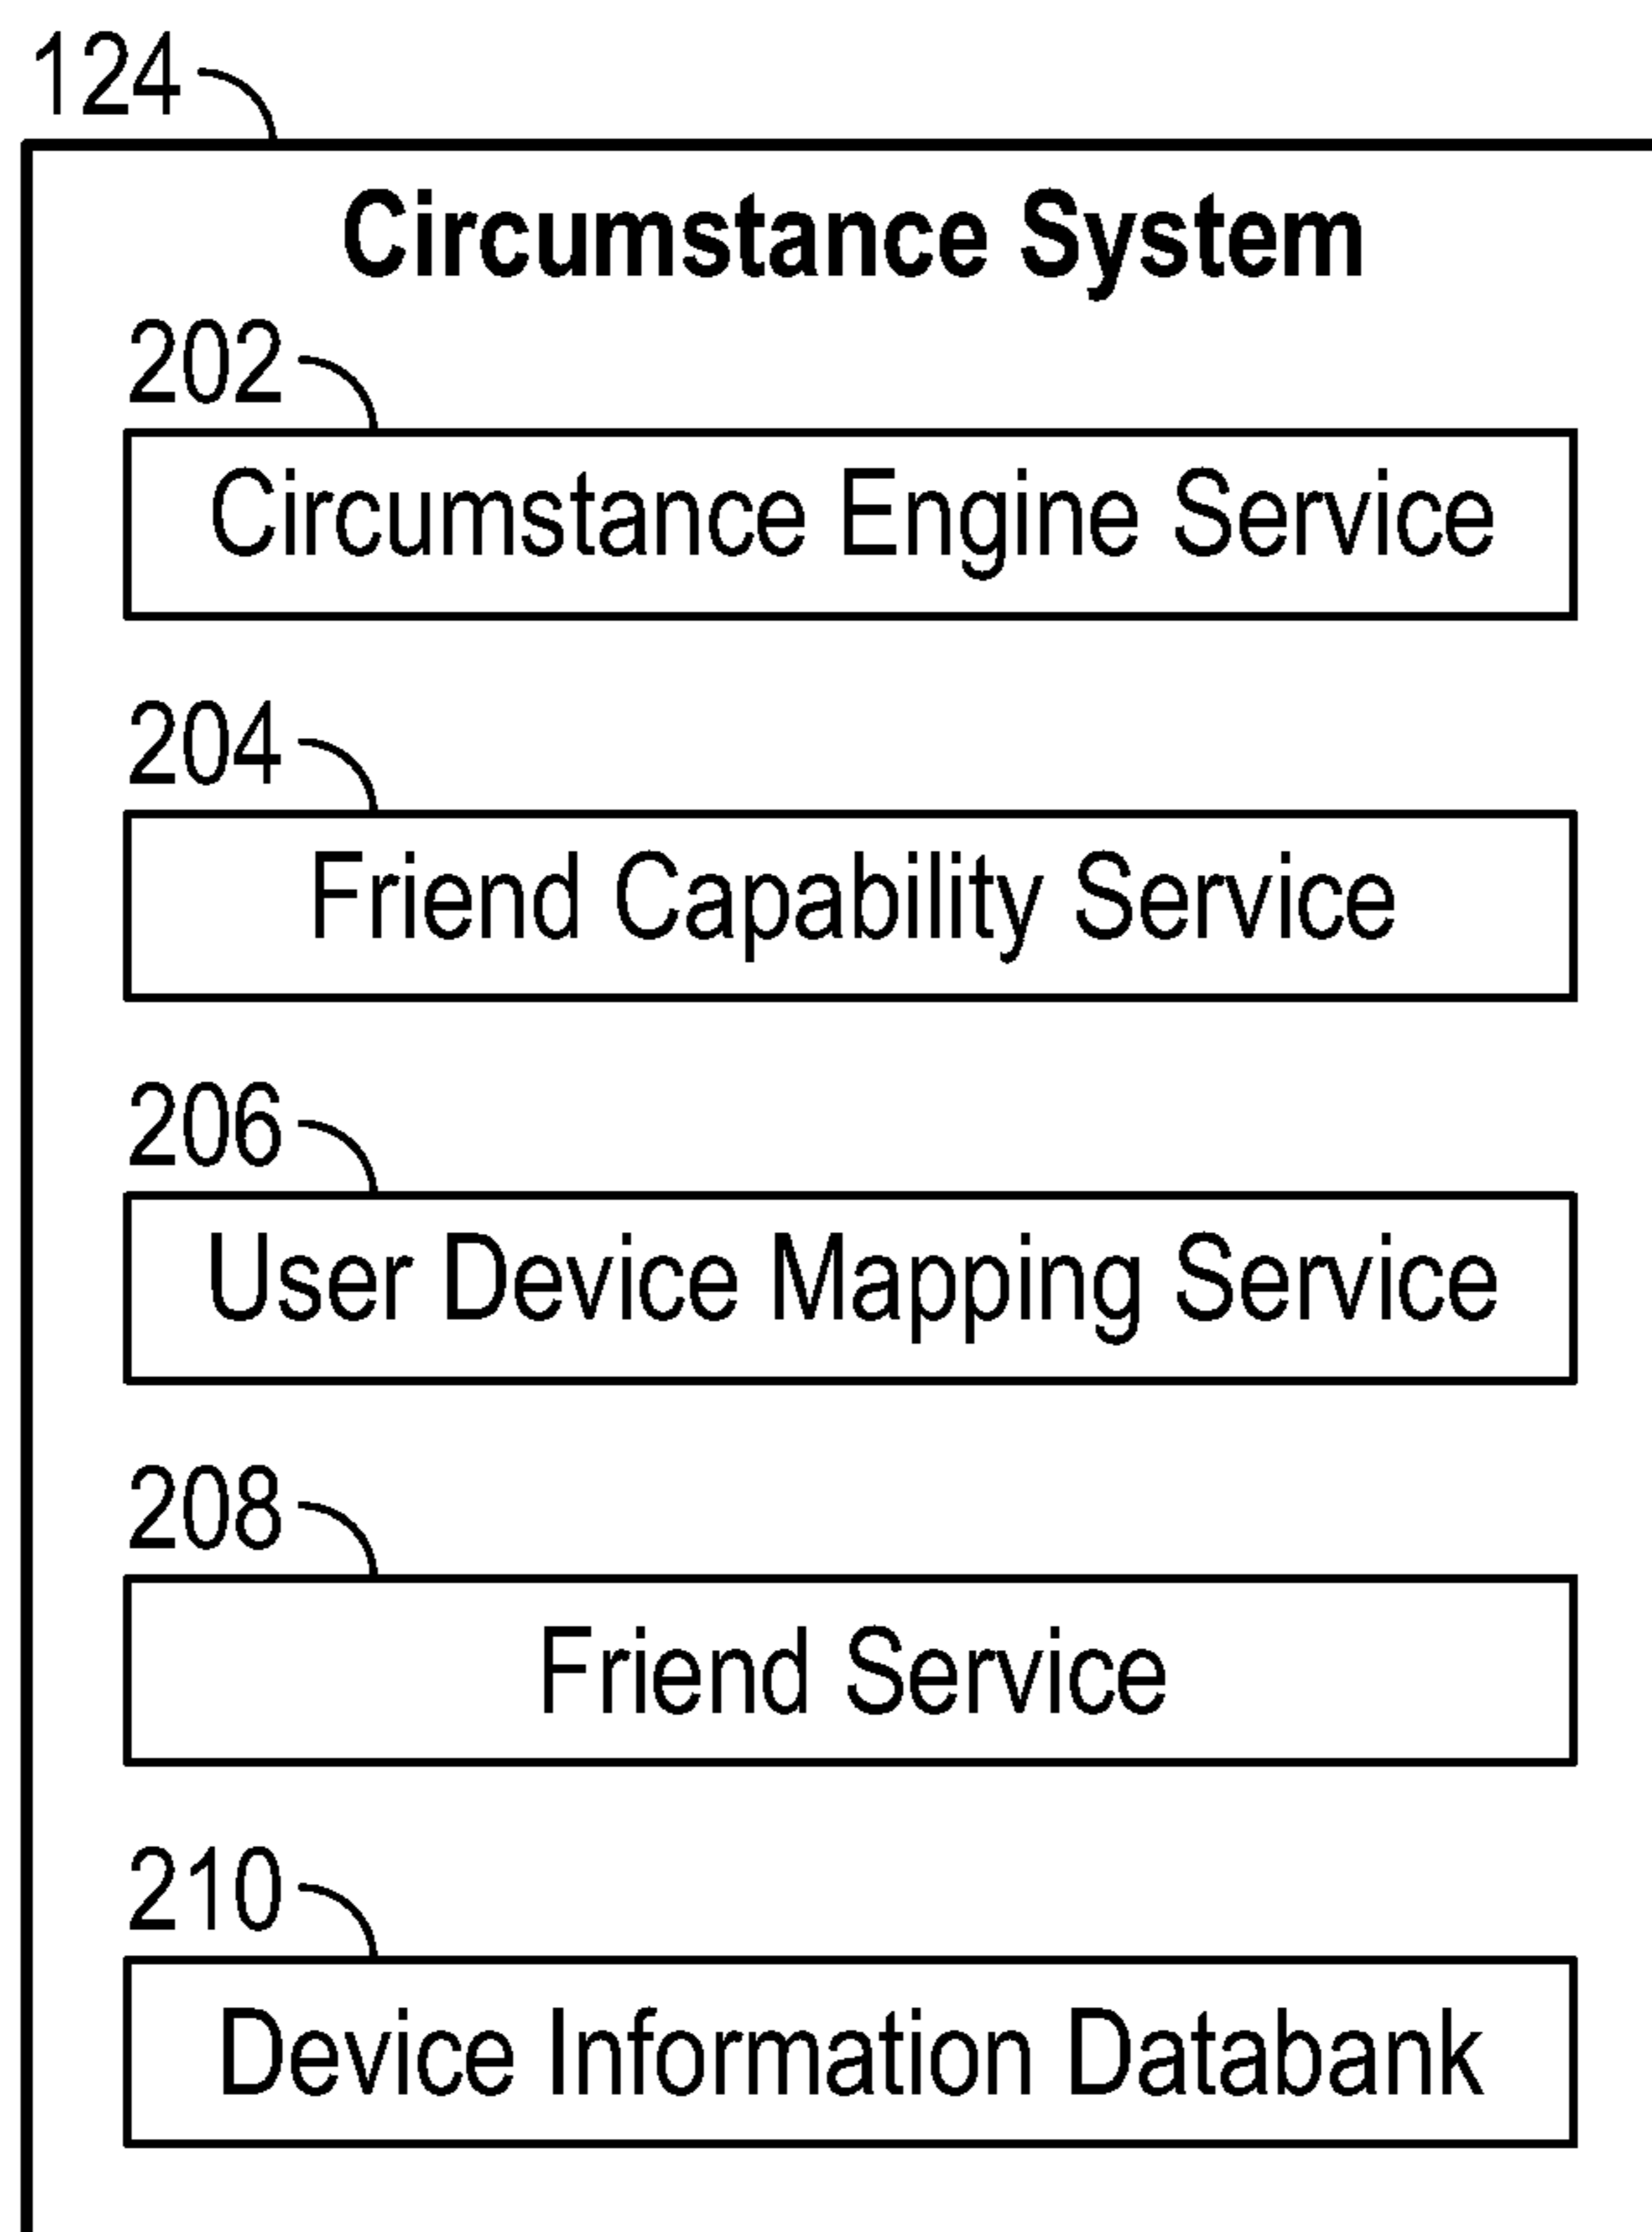 124
Circumstance System
202
Circumstance Engine Service
204
Friend Capability Service
206
User Device Mapping Service
208
Friend Service
210
Device Information Databank